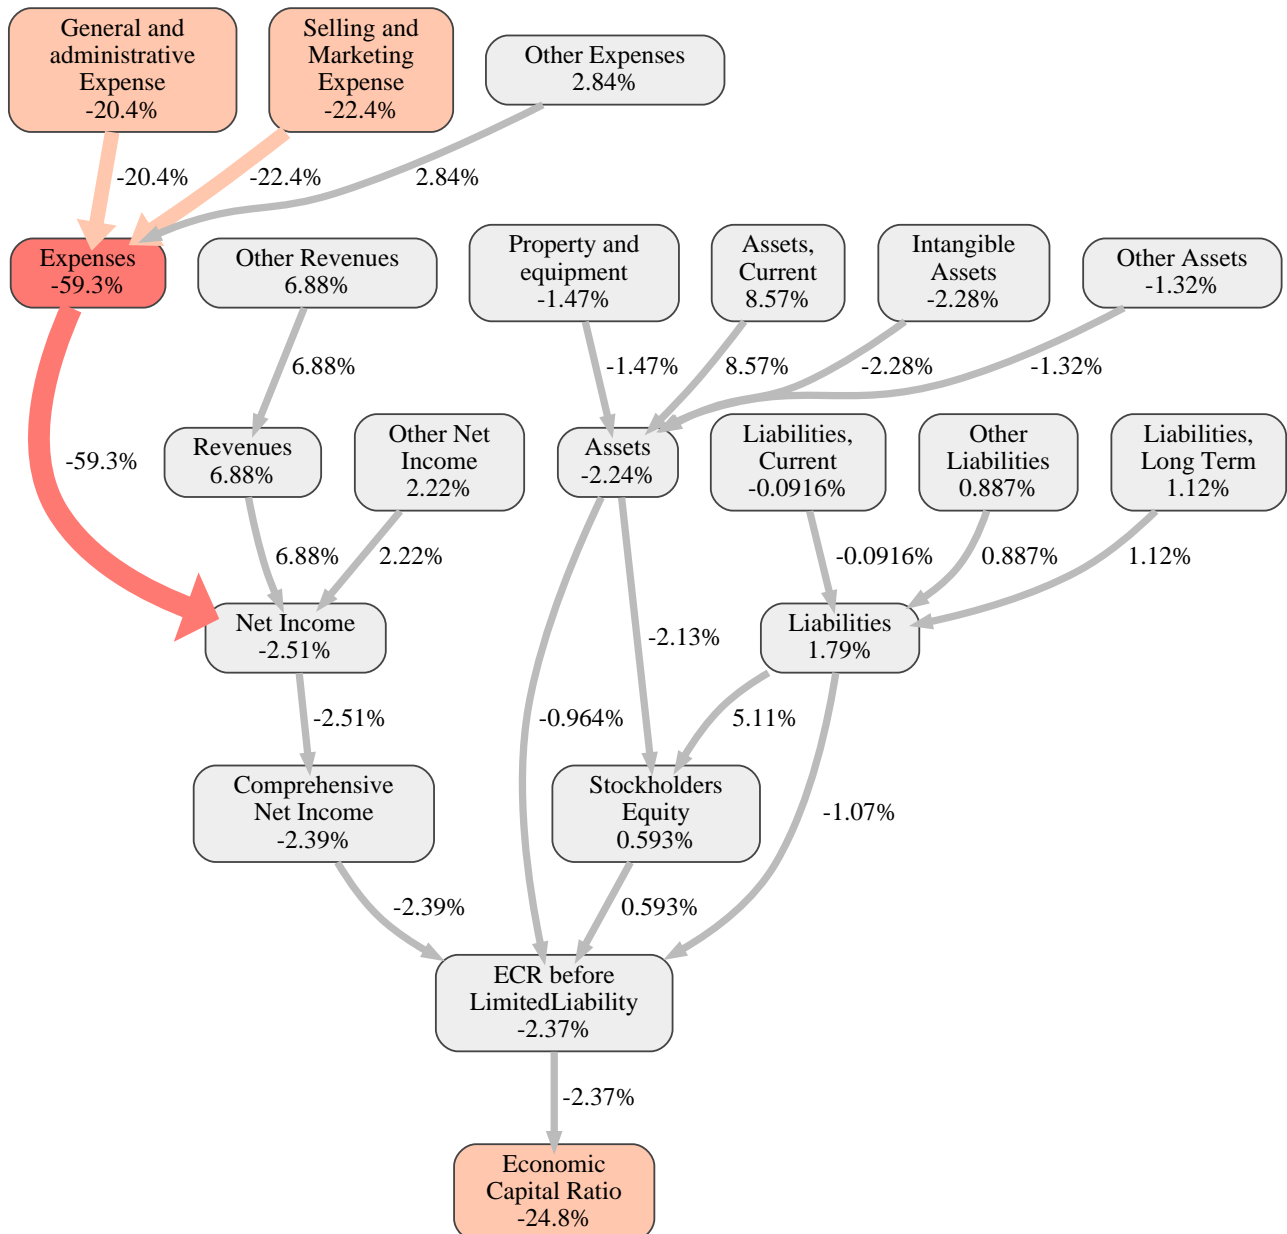 General and
administrative
Expense
-20.4%
Selling and
Marketing
Expense
-22.4%
Other Expenses
2.84%
-20.4%
-22.4%
2.84%
Expenses
-59.3%
Other Revenues
6.88%
Property and
equipment
-1.47%
Assets,
Current
8.57%
Intangible
Assets
-2.28%
Other Assets
-1.32%
6.88%
-1.47%
8.57%
-2.28%
-1.32%
-59.3%
Revenues
6.88%
Other Net
Income
2.22%
Assets
-2.24%
Liabilities,
Current
-0.0916%
Other
Liabilities
0.887%
Liabilities,
Long Term
1.12%
6.88%
2.22%
-0.0916%
0.887%
1.12%
Net Income
-2.51%
-2.13%
Liabilities
1.79%
-2.51%
-0.964%
5.11%
Comprehensive
Net Income
-2.39%
Stockholders
Equity
0.593%
-1.07%
-2.39%
0.593%
ECR before
LimitedLiability
-2.37%
-2.37%
Economic
Capital Ratio
-24.8%